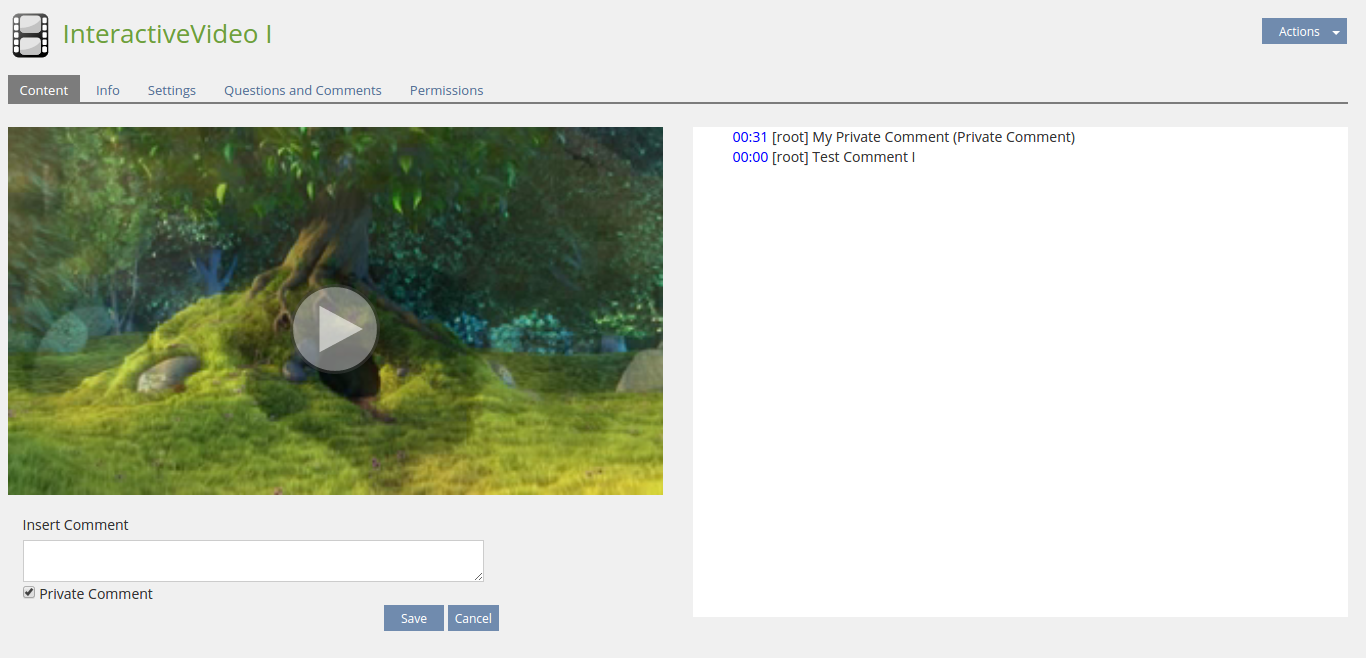 InteractiveVideo I
Actions
Content Info Settings Questions and Comments Permissions
00:31 [root] My Private Comment (Private Comment)
00:00 [root] Test Comment I
Insert Comment
Private Comment
Save Cancel